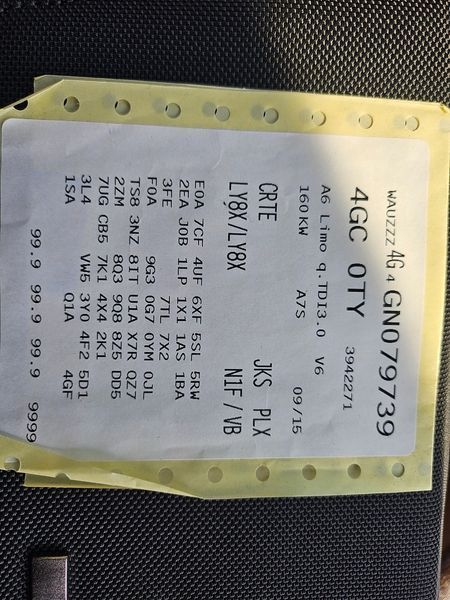 WAUZZZ 4G 4 GN079739
4GC 0TY 3942271
A6 Limo q.TDI3.0 V6
160KW A7S 09/15
CRTE JKS PLX
LY8X/LY8X N1F/VB
E0A 7CF 4UF 6XF 5SL 5RW
2EA J0B 1LP 1X1 1AS 1BA
3FE 7TL 7X2
F0A 9G3 0G7 0YM 0JL
TS8 3NZ 8IT U1A X7R QZ7
2ZM 8Q3 9Q8 8Z5 DD5
7UG CB5 7K1 4X4 2K1
3L4 VW5 3Y0 4F2 5D1
1SA Q1A 4GF
99.9 99.9 99.9 9999